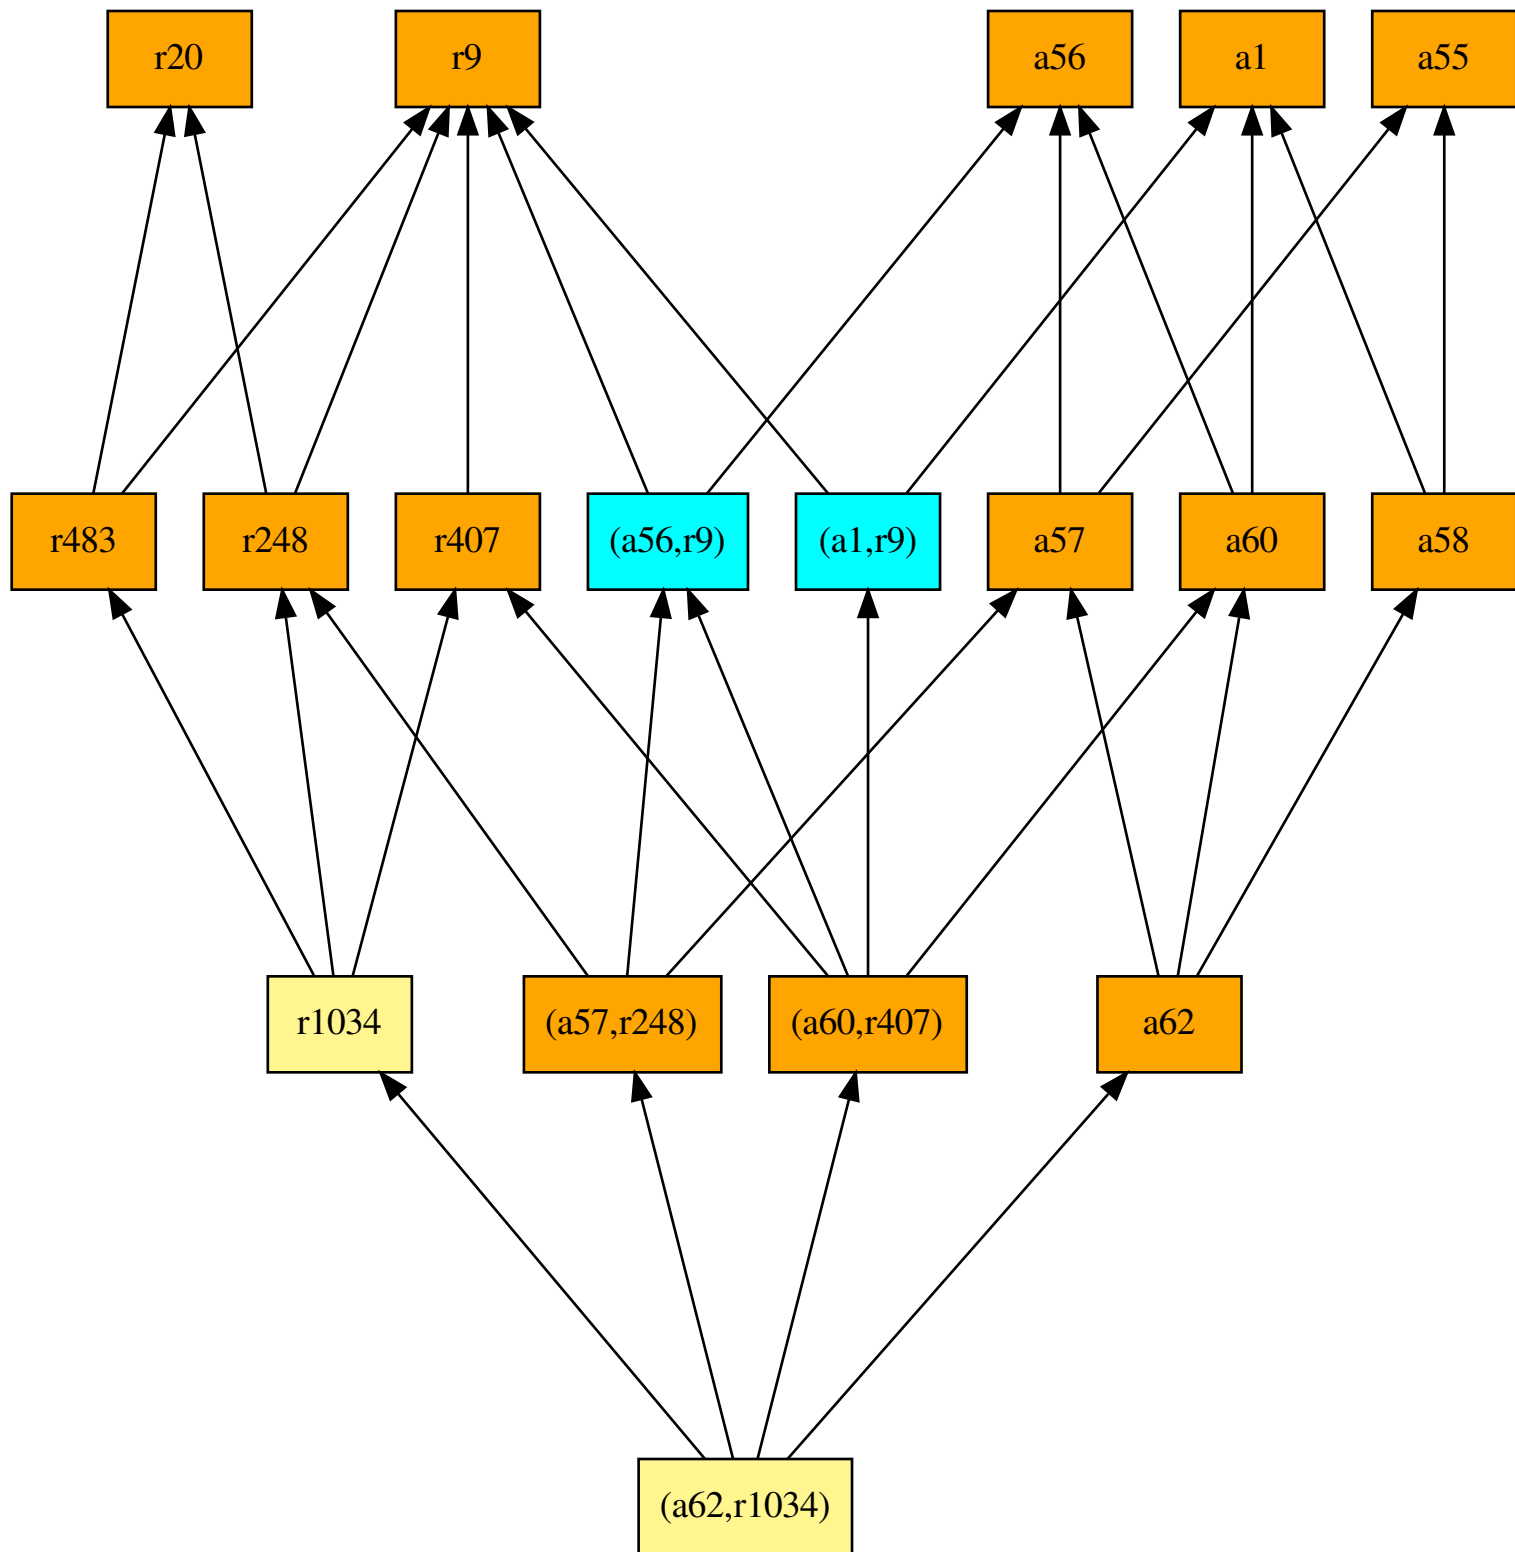 r20
r9
a56
a1
a55
r483
r248
r407
(a56,r9)
(a1,r9)
a57
a60
a58
r1034
(a57,r248)
(a60,r407)
a62
(a62,r1034)